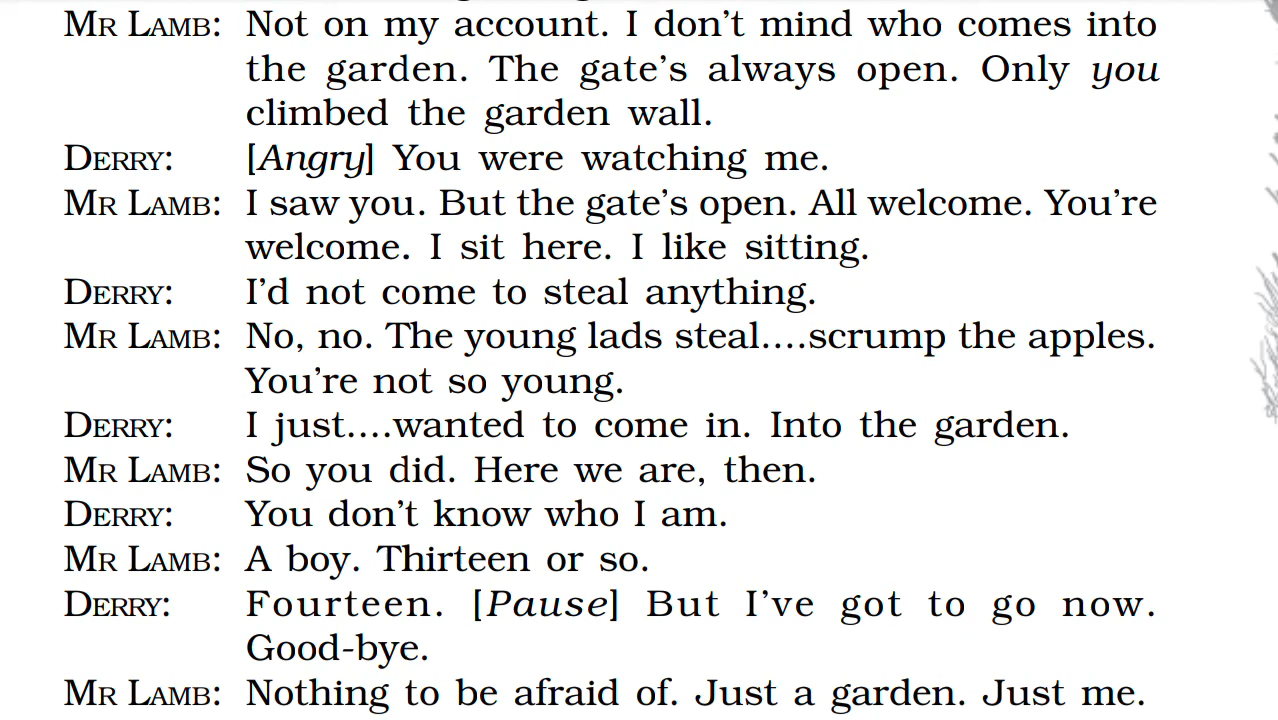 MR LAMB: Not on my account. I don't mind who comes into
the garden. The gate's always open. Only you
climbed the garden wall.
DERRY: [Angry] You were watching me.
MR LAMB: I saw you. But the gate's open. All welcome. You're
welcome. I sit here. I like sitting.
DERRY: I'd not come to steal anything.
MR LAMB: No, no. The young lads steal....scrump the apples.
You're not so young.
DERRY: I just....wanted to come in. Into the garden.
MR LAMB: So you did. Here we are, then.
DERRY: You don't know who I am.
MR LAMB: A boy. Thirteen or so.
DERRY: Fourteen. [Pause] But I've got to go now.
Good-bye.
MR LAMB: Nothing to be afraid of. Just a garden. Just me.